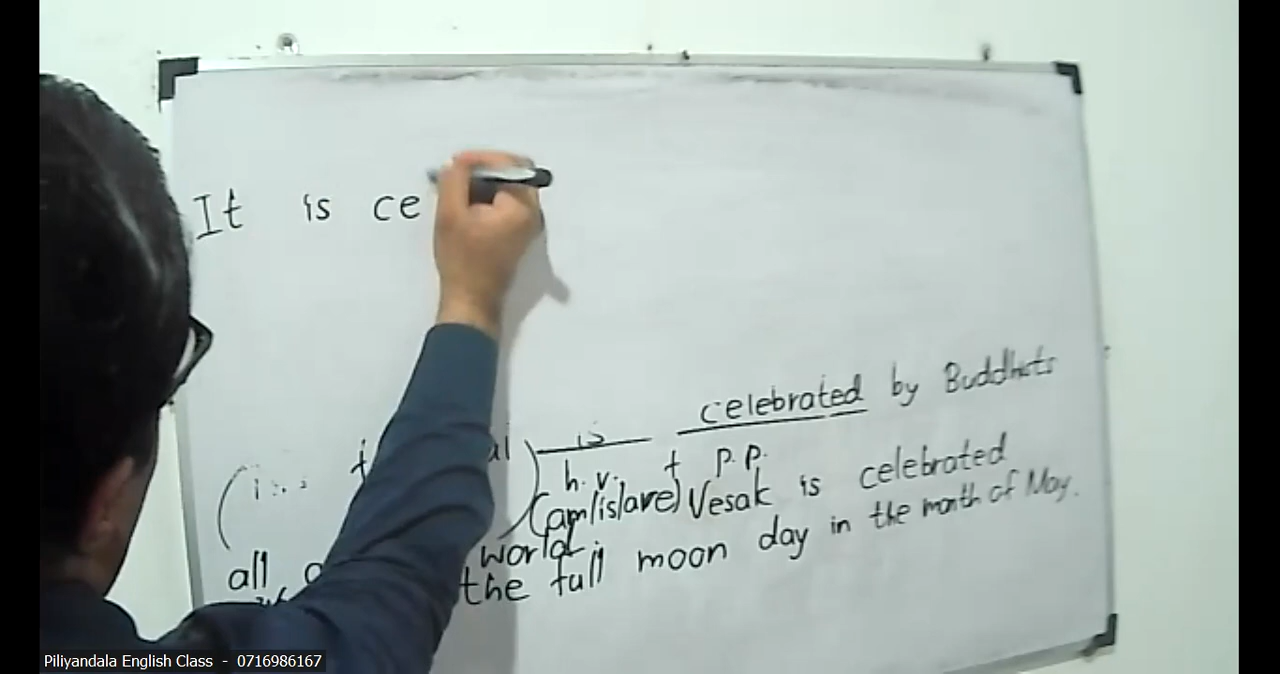 It is ce
is celebrated by Buddhists
h.v. + p.p.
(am/is/are) Vesak is celebrated
all world.
the full moon day in the month of May.
Piliyandala English Class - 0716986167